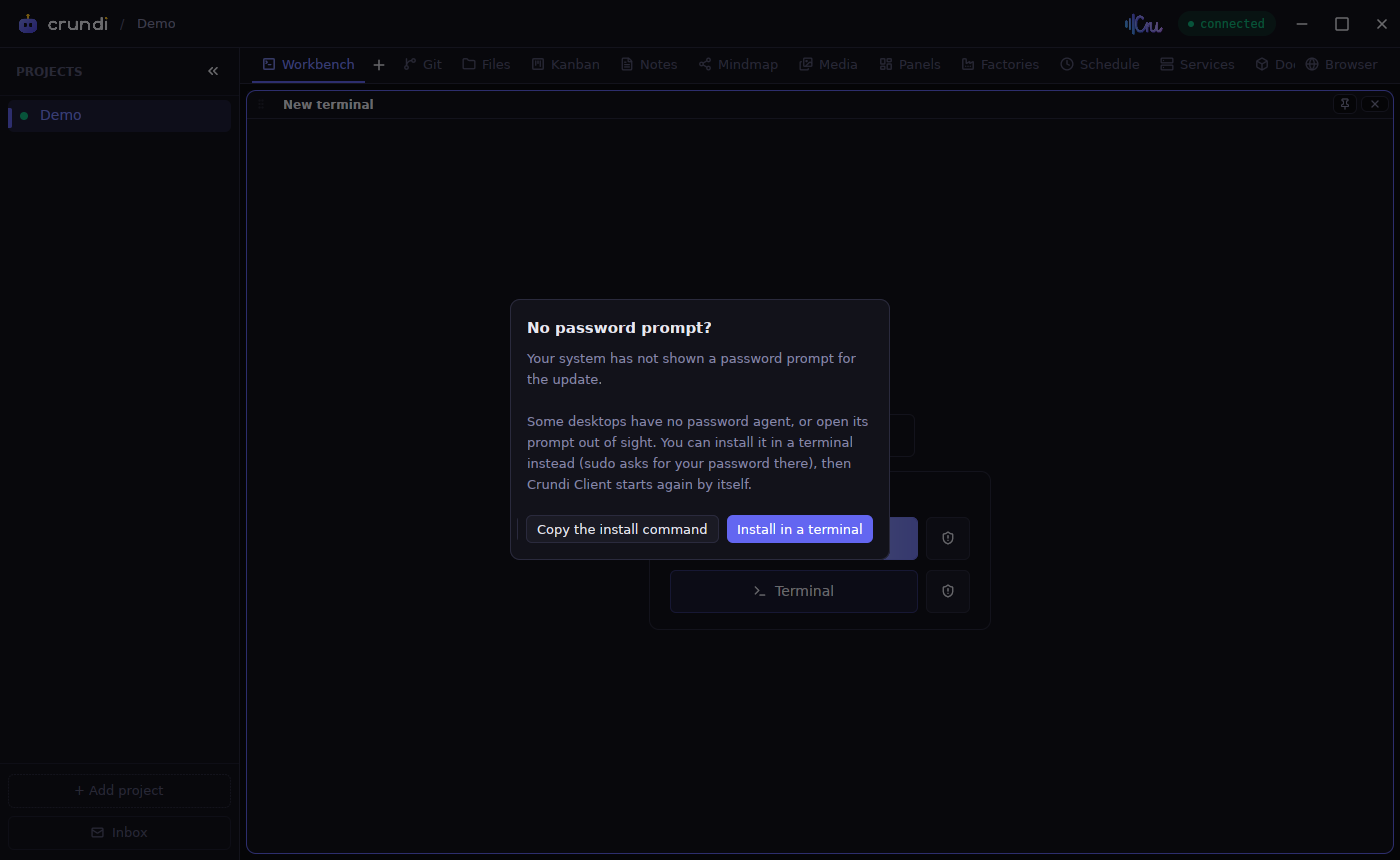 crundi / Demo
Cru
connected
PROJECTS
Workbench
Git
Files
Kanban
Notes
Mindmap
Media
Panels
Factories
Schedule
Services
Browser
Demo
New terminal
No password prompt?
Your system has not shown a password prompt for
the update.
Some desktops have no password agent, or open its
prompt out of sight. You can install it in a terminal
instead (sudo asks for your password there), then
Crundi Client starts again by itself.
Copy the install command
Install in a terminal
Terminal
+ Add project
Inbox